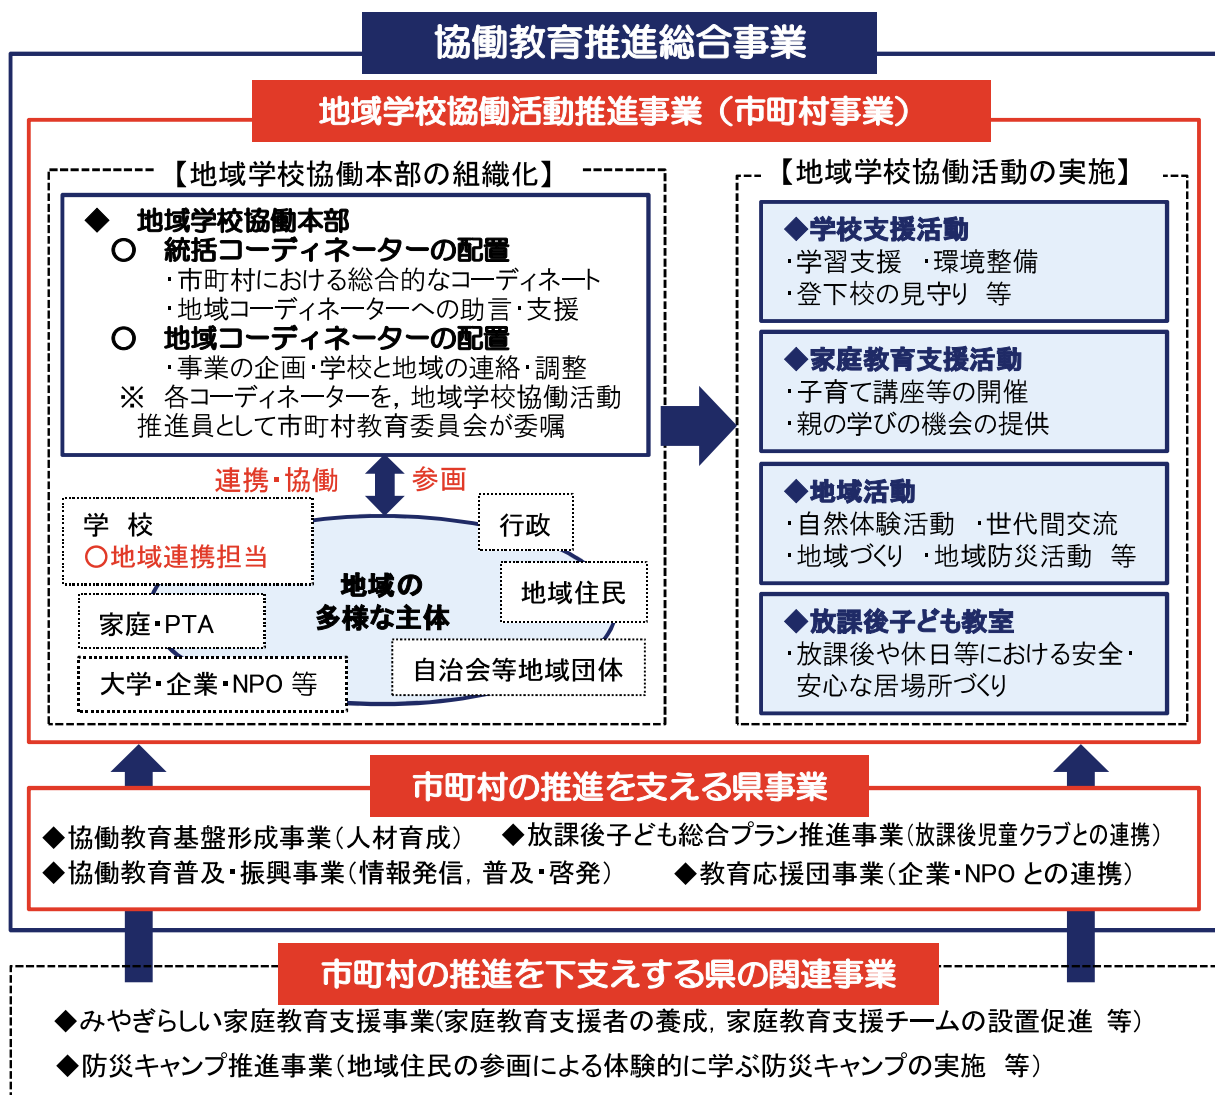 協働教育推進総合事業
地域学校協働活動推進事業（市町村事業）
【地域学校協働本部の組織化】
◆　地域学校協働本部
○　統括コーディネーターの配置
・市町村における総合的なコーディネート
・地域コーディネーターへの助言・支援
○　地域コーディネーターの配置
・事業の企画・学校と地域の連絡・調整
※　各コーディネーターを，地域学校協働活動
推進員として市町村教育委員会が委嘱
連携・協働　参画
学　校
○地域連携担当
家庭・PTA
大学・企業・NPO 等
地域の
多様な主体
行政
地域住民
自治会等地域団体
【地域学校協働活動の実施】
◆学校支援活動
・学習支援　・環境整備
・登下校の見守り　等
◆家庭教育支援活動
・子育て講座等の開催
・親の学びの機会の提供
◆地域活動
・自然体験活動　・世代間交流
・地域づくり　・地域防災活動　等
◆放課後子ども教室
・放課後や休日等における安全・
安心な居場所づくり
市町村の推進を支える県事業
◆協働教育基盤形成事業（人材育成）　◆放課後子ども総合プラン推進事業（放課後児童クラブとの連携）
◆協働教育普及・振興事業（情報発信，普及・啓発）　◆教育応援団事業（企業・NPO との連携）
市町村の推進を下支えする県の関連事業
◆みやぎらしい家庭教育支援事業（家庭教育支援者の養成，家庭教育支援チームの設置促進　等）
◆防災キャンプ推進事業（地域住民の参画による体験的に学ぶ防災キャンプの実施　等）